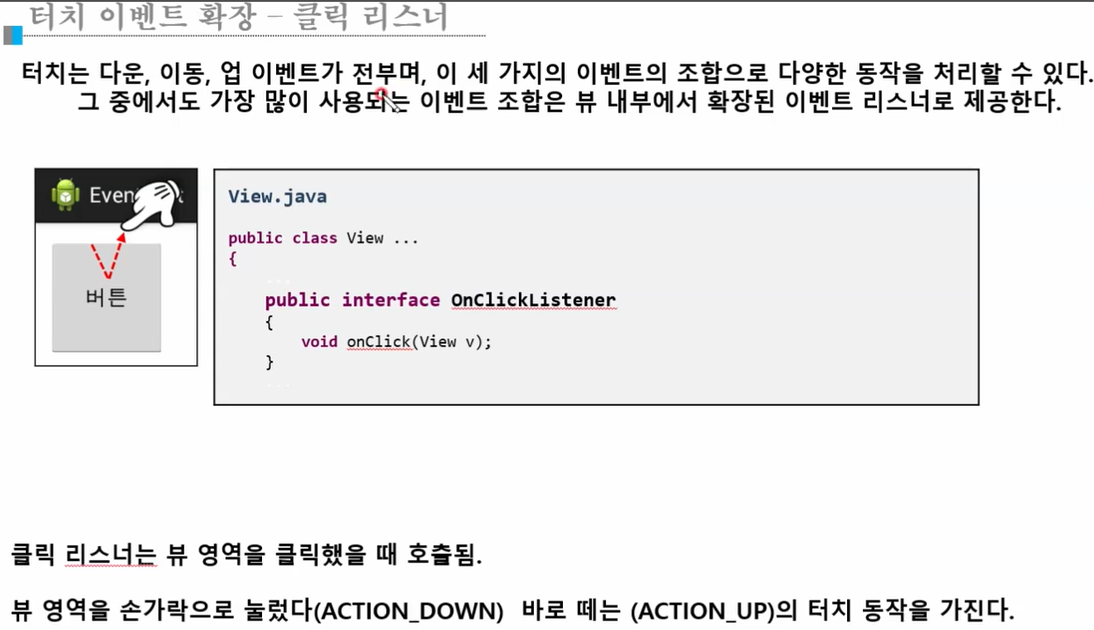 터치 이벤트 확장 – 클릭 리스너
터치는 다운, 이동, 업 이벤트가 전부며, 이 세 가지의 이벤트의 조합으로 다양한 동작을 처리할 수 있다.
그 중에서도 가장 많이 사용되는 이벤트 조합은 뷰 내부에서 확장된 이벤트 리스너로 제공한다.
버튼
View.java
public class View ...
{
...
public interface OnClickListener
{
void onClick(View v);
}
...
클릭 리스너는 뷰 영역을 클릭했을 때 호출됨.
뷰 영역을 손가락으로 눌렀다(ACTION_DOWN) 바로 떼는 (ACTION_UP)의 터치 동작을 가진다.